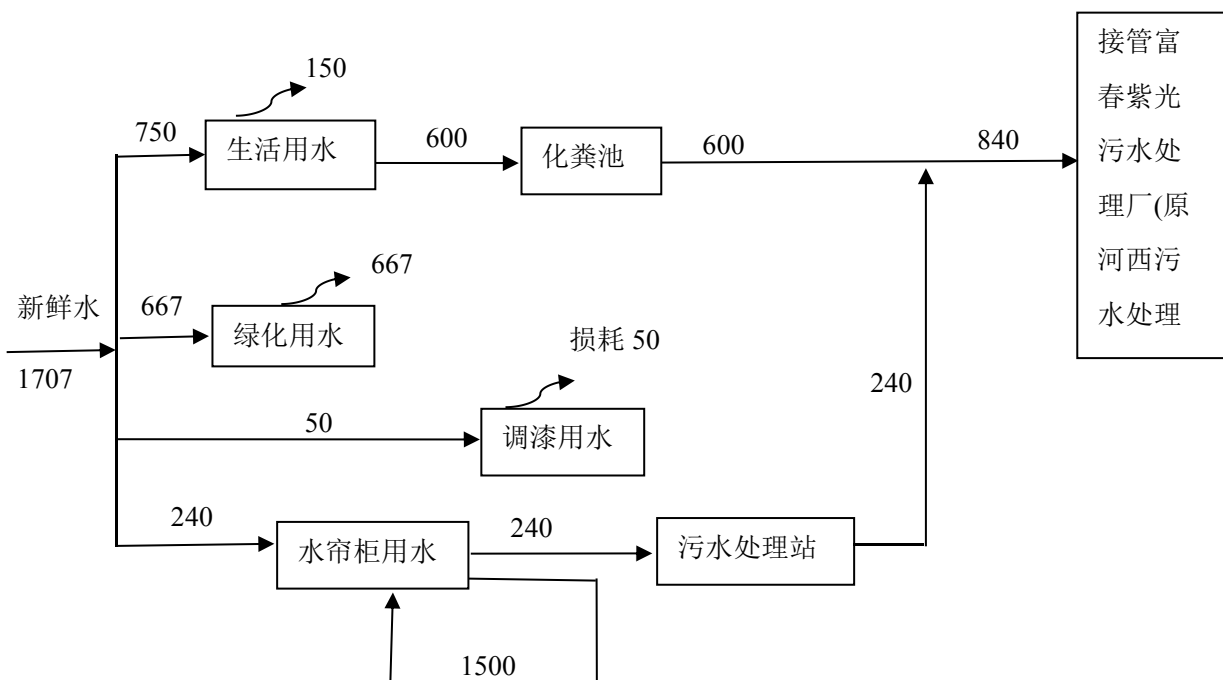 150
750
生活用水
600
化粪池
600
840
接管富
春紫光
污水处
理厂(原
河西污
水处理
新鲜水
1707
667
绿化用水
667
损耗 50
50
调漆用水
240
240
水帘柜用水
240
污水处理站
1500